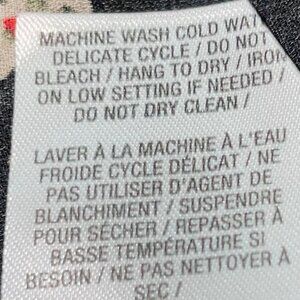 MACHINE WASH COLD WAT
DELICATE CYCLE / DO NOT
BLEACH / HANG TO DRY / IRON
ON LOW SETTING IF NEEDED /
DO NOT DRY CLEAN /
LAVER À LA MACHINE À L'EAU
FROIDE CYCLE DÉLICAT / NE
PAS UTILISER D'AGENT DE
BLANCHIMENT / SUSPENDRE
POUR SÉCHER / REPASSER À
BASSE TEMPÉRATURE SI
BESOIN / NE PAS NETTOYER À
SEC /